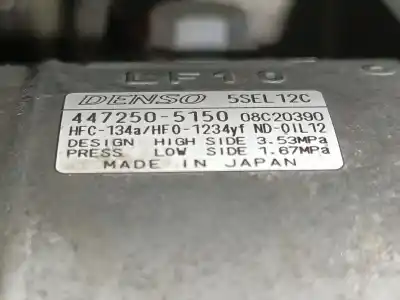 LF10 C
DENSO 5SEL12C
447250-5150 08C20390
HFC-134a/HFO-1234yf ND-OIL12
DESIGN HIGH SIDE 3.53MPa
PRESS LOW SIDE 1.67MPa
MADE IN JAPAN